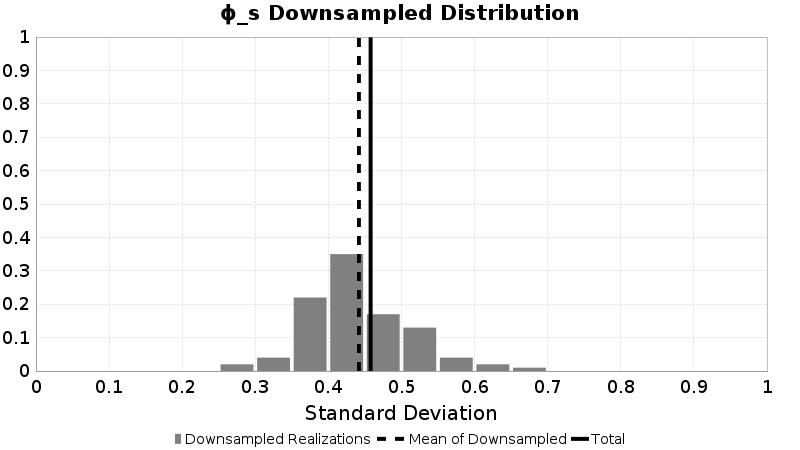 ϕ_s Downsampled Distribution
1
0.9
0.8
0.7
0.6
0.5
0.4
0.3
0.2
0.1
0
0 0.1 0.2 0.3 0.4 0.5 0.6 0.7 0.8 0.9 1
Standard Deviation
Downsampled Realizations Mean of Downsampled Total